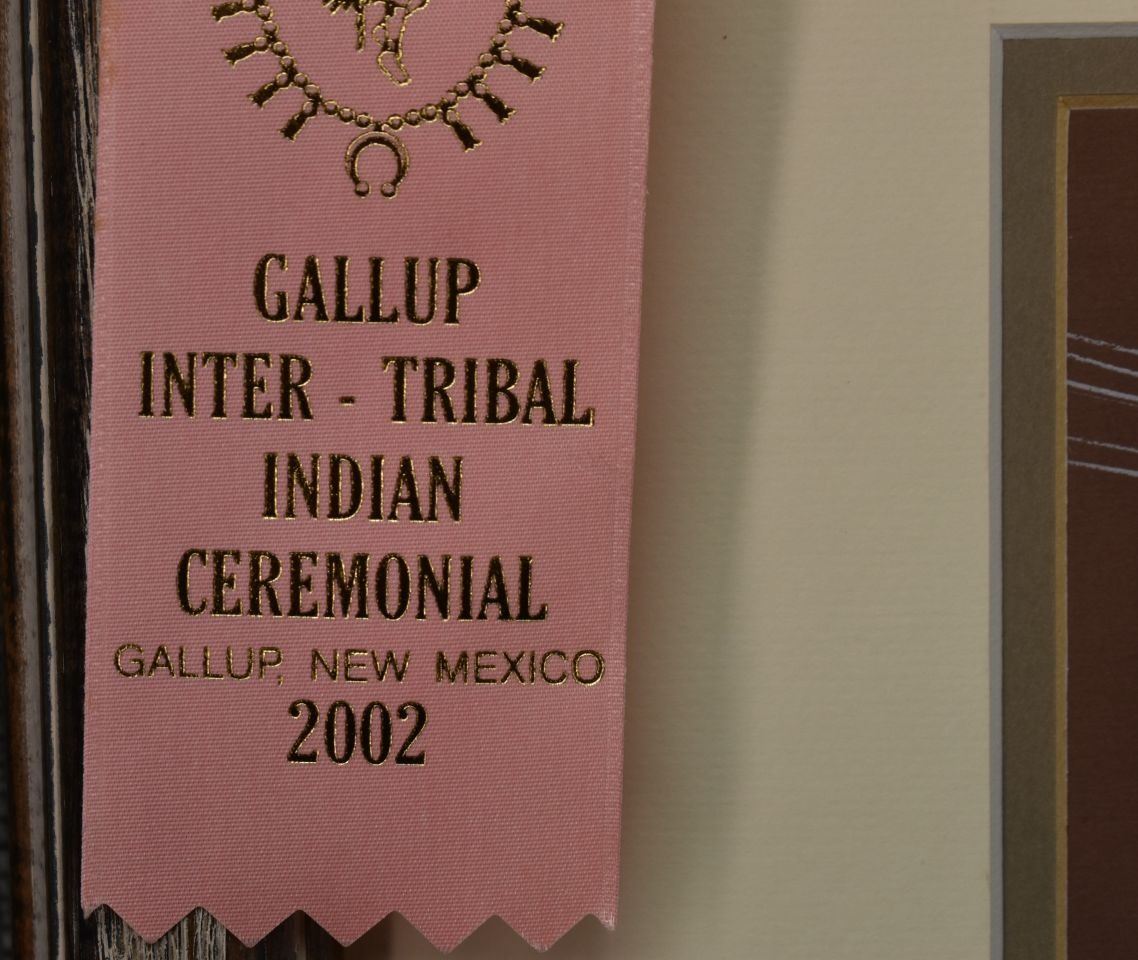 GALLUP
INTER - TRIBAL
INDIAN
CEREMONIAL
GALLUP, NEW MEXICO
2002